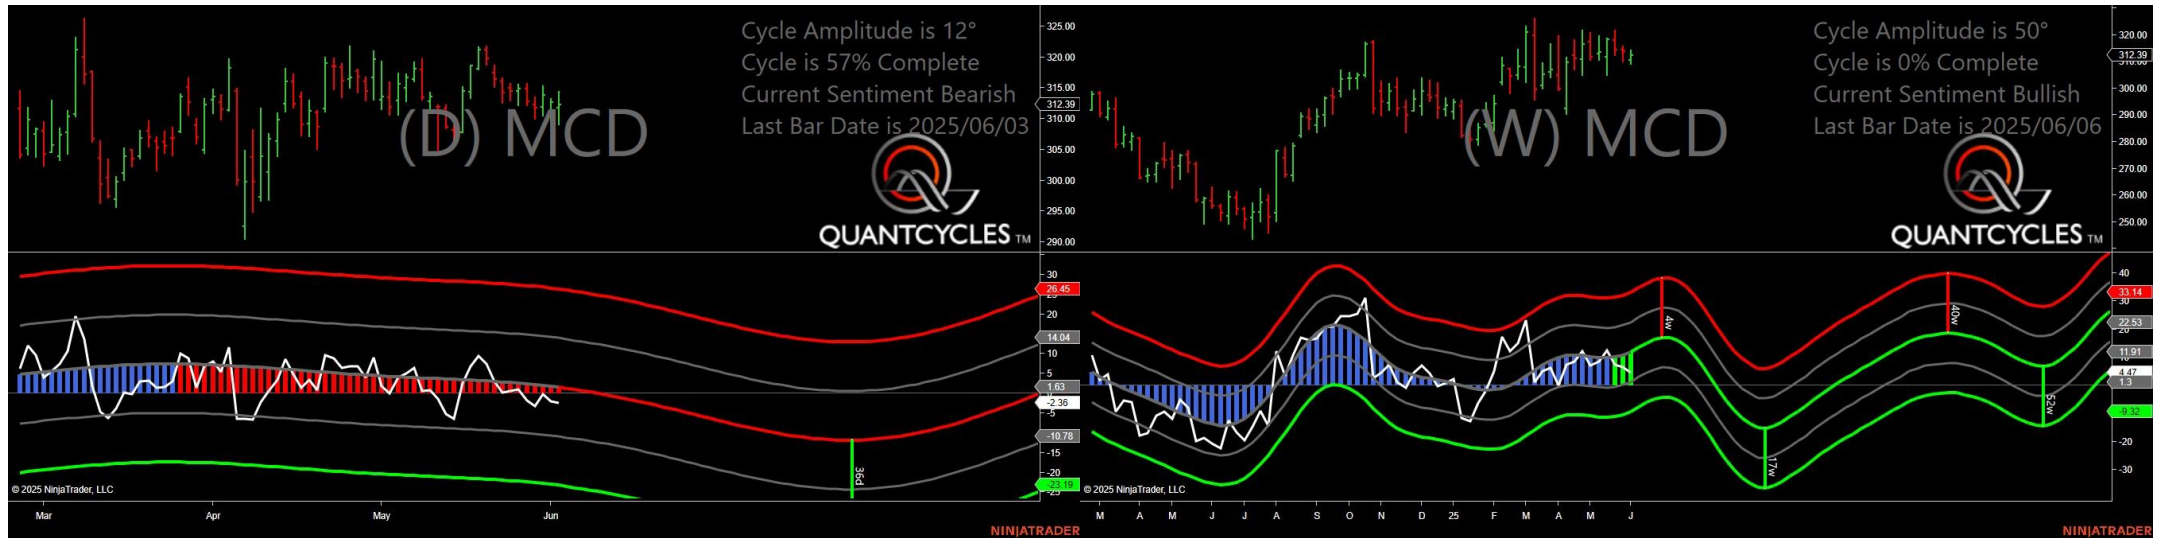 Cycle Amplitude is 12°
Cycle is 57% Complete
Current Sentiment Bearish
Last Bar Date is 2025/06/03
(D) MCD
QUANTCYCLES TM
325.00
320.00
315.00
312.39
310.00
305.00
300.00
295.00
290.00
30
26.45
20
14.04
10
5
1.63
-2.36
-5
-10.78
-15
-20
-23.19
-25
36d
© 2025 NinjaTrader, LLC
Mar
Apr
May
Jun
NINJATRADER
Cycle Amplitude is 50°
Cycle is 0% Complete
Current Sentiment Bullish
Last Bar Date is 2025/06/06
(W) MCD
QUANTCYCLES TM
320.00
312.39
310.00
300.00
290.00
280.00
270.00
260.00
250.00
40
33.14
30
22.53
11.91
4.47
1.3
-9.32
-20
-30
4w
17w
40w
52w
© 2025 NinjaTrader, LLC
M
A
M
J
J
A
S
O
N
D
25
F
M
A
M
J
NINJATRADER